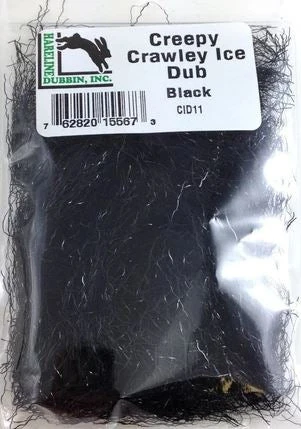 HARELINE
DUBBIN, INC.
Creepy
Crawley Ice
Dub
Black
CID11
7 62820 15567 3